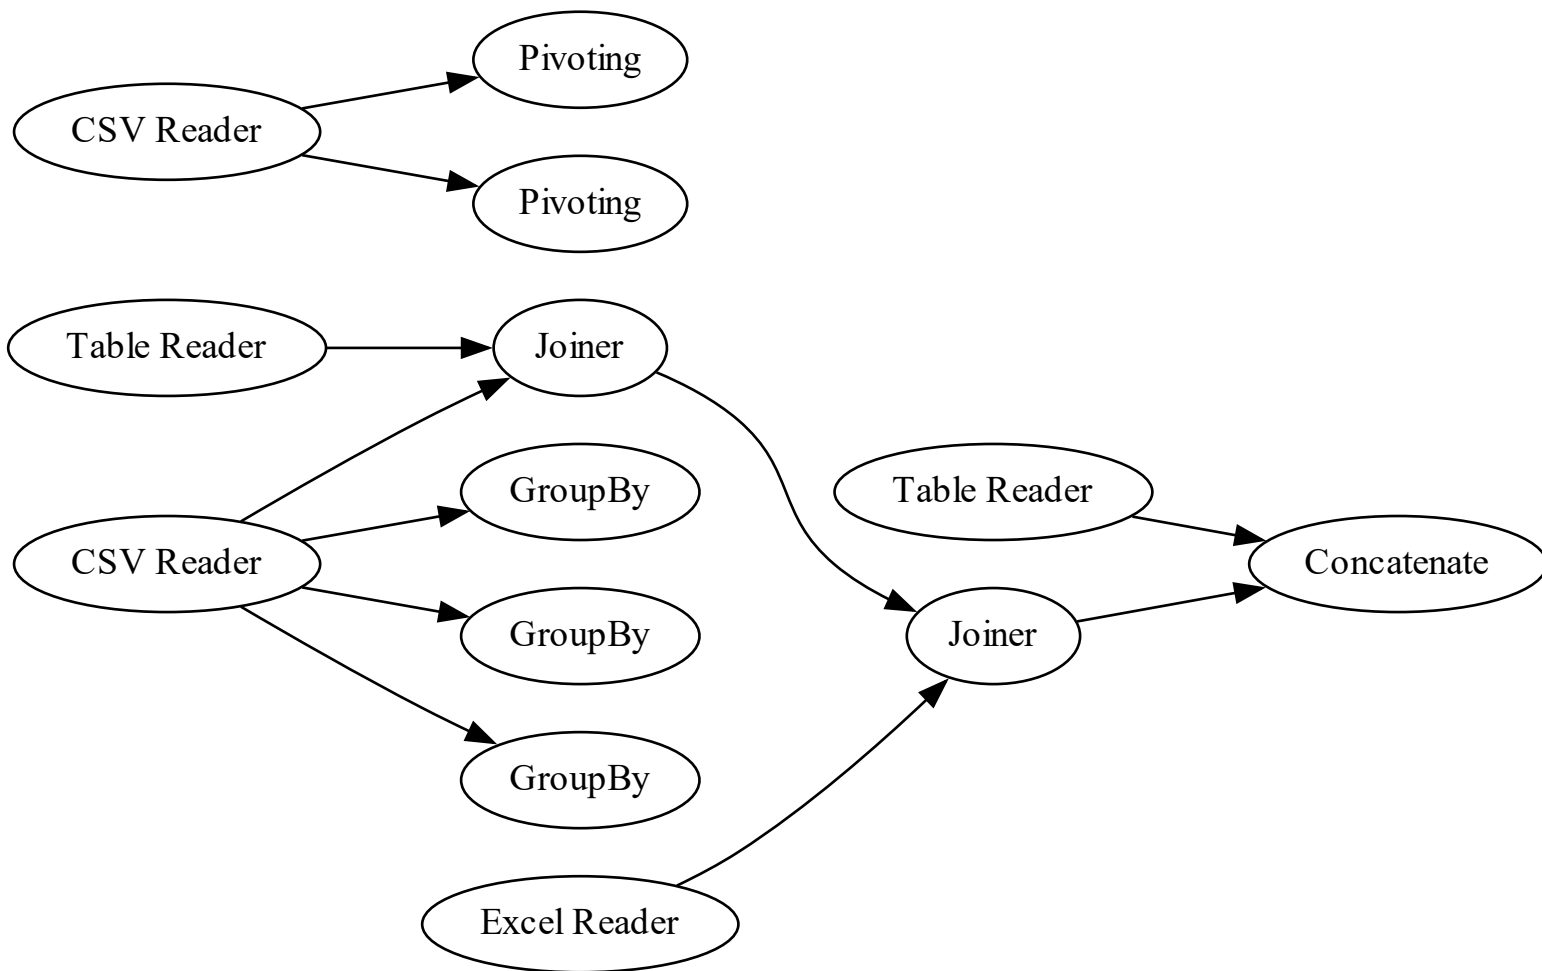 Pivoting
CSV Reader
Pivoting
Table Reader
Joiner
GroupBy
Table Reader
CSV Reader
Concatenate
GroupBy
Joiner
GroupBy
Excel Reader